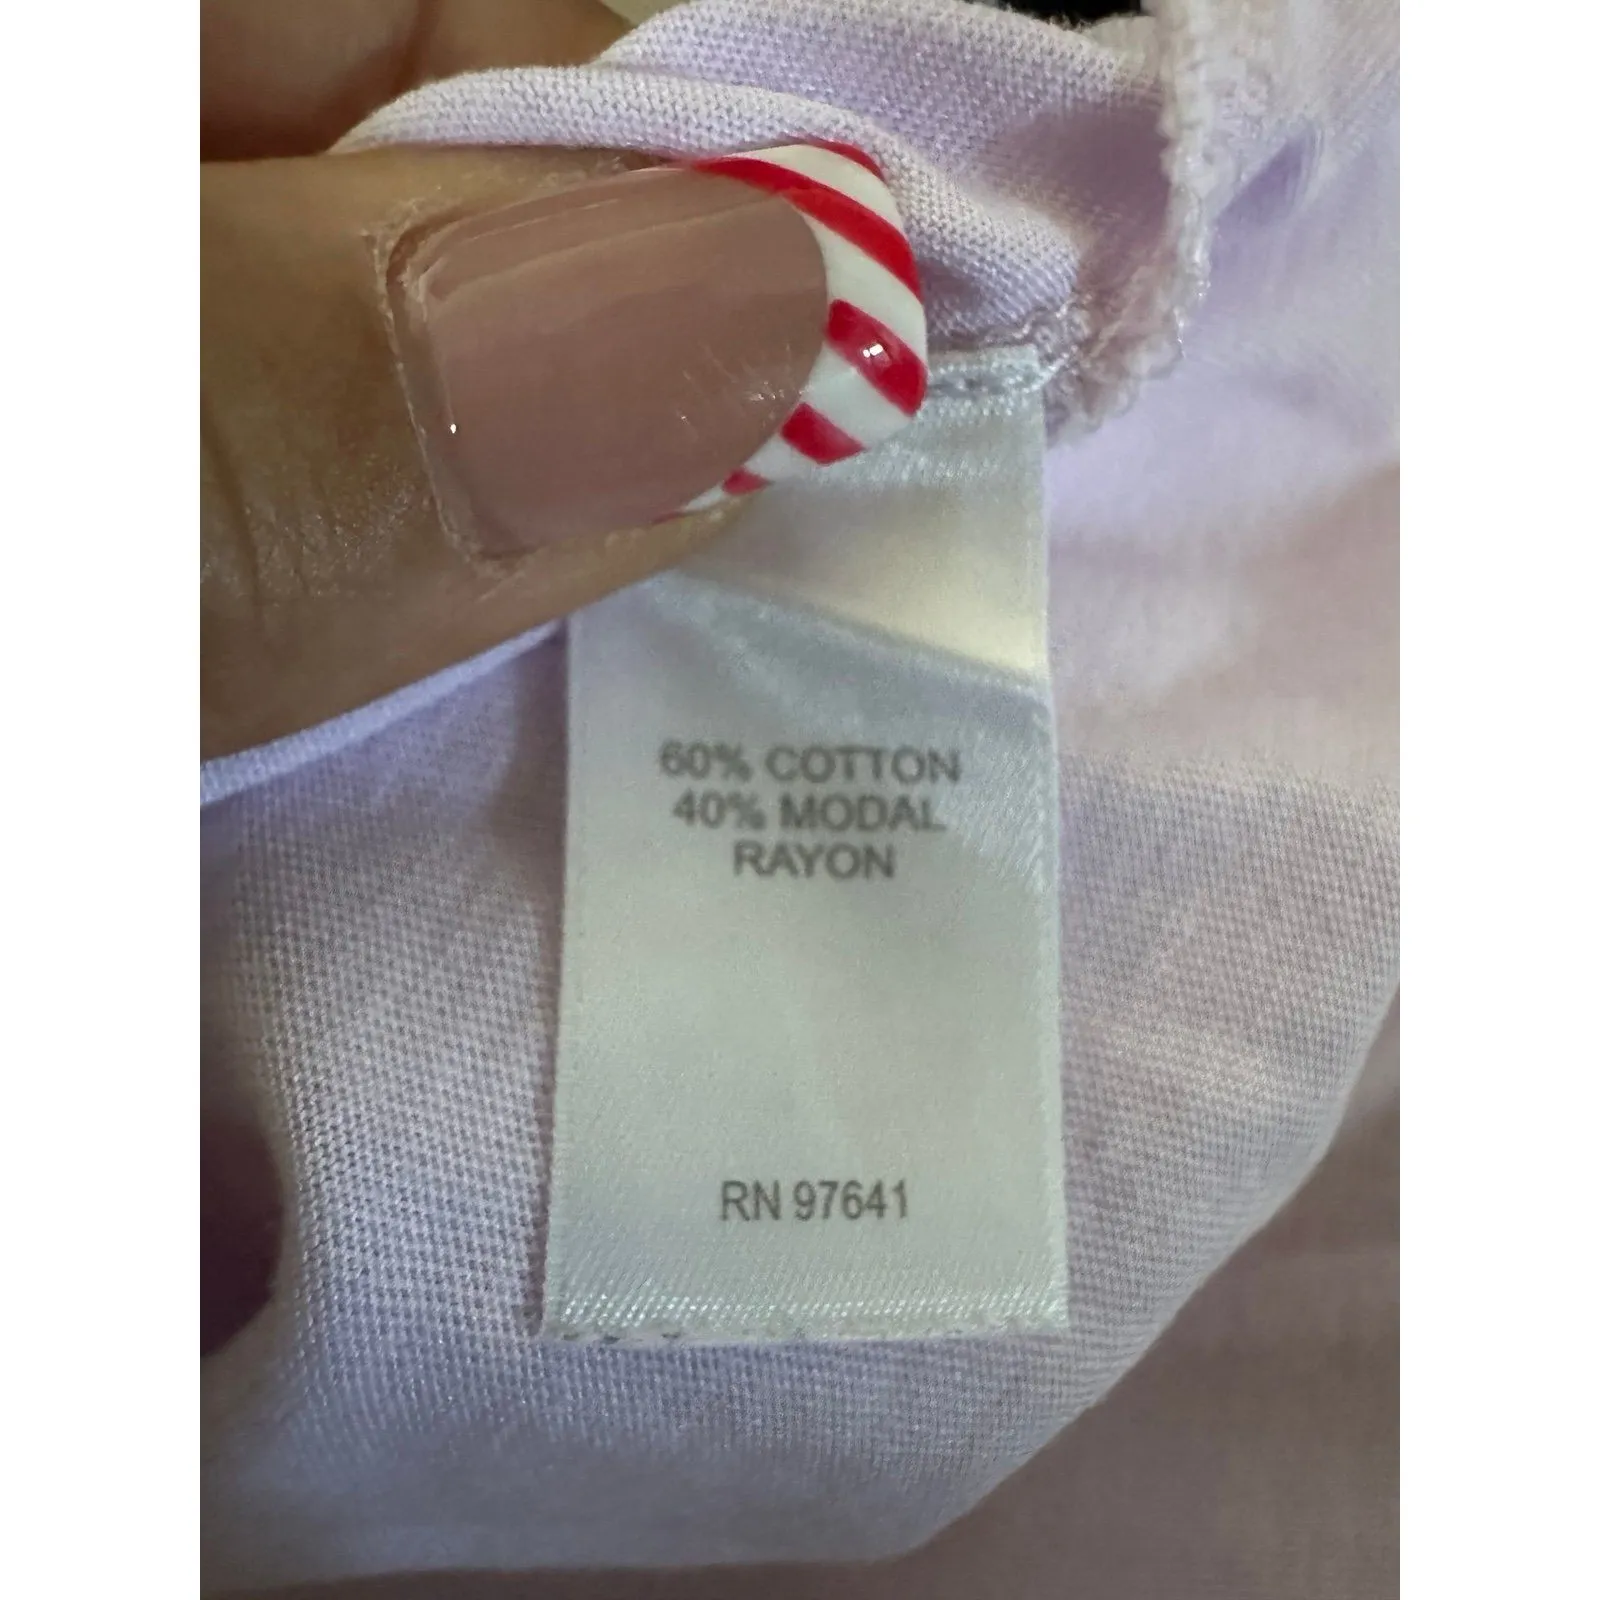 60% COTTON
40% MODAL
RAYON
RN 97641